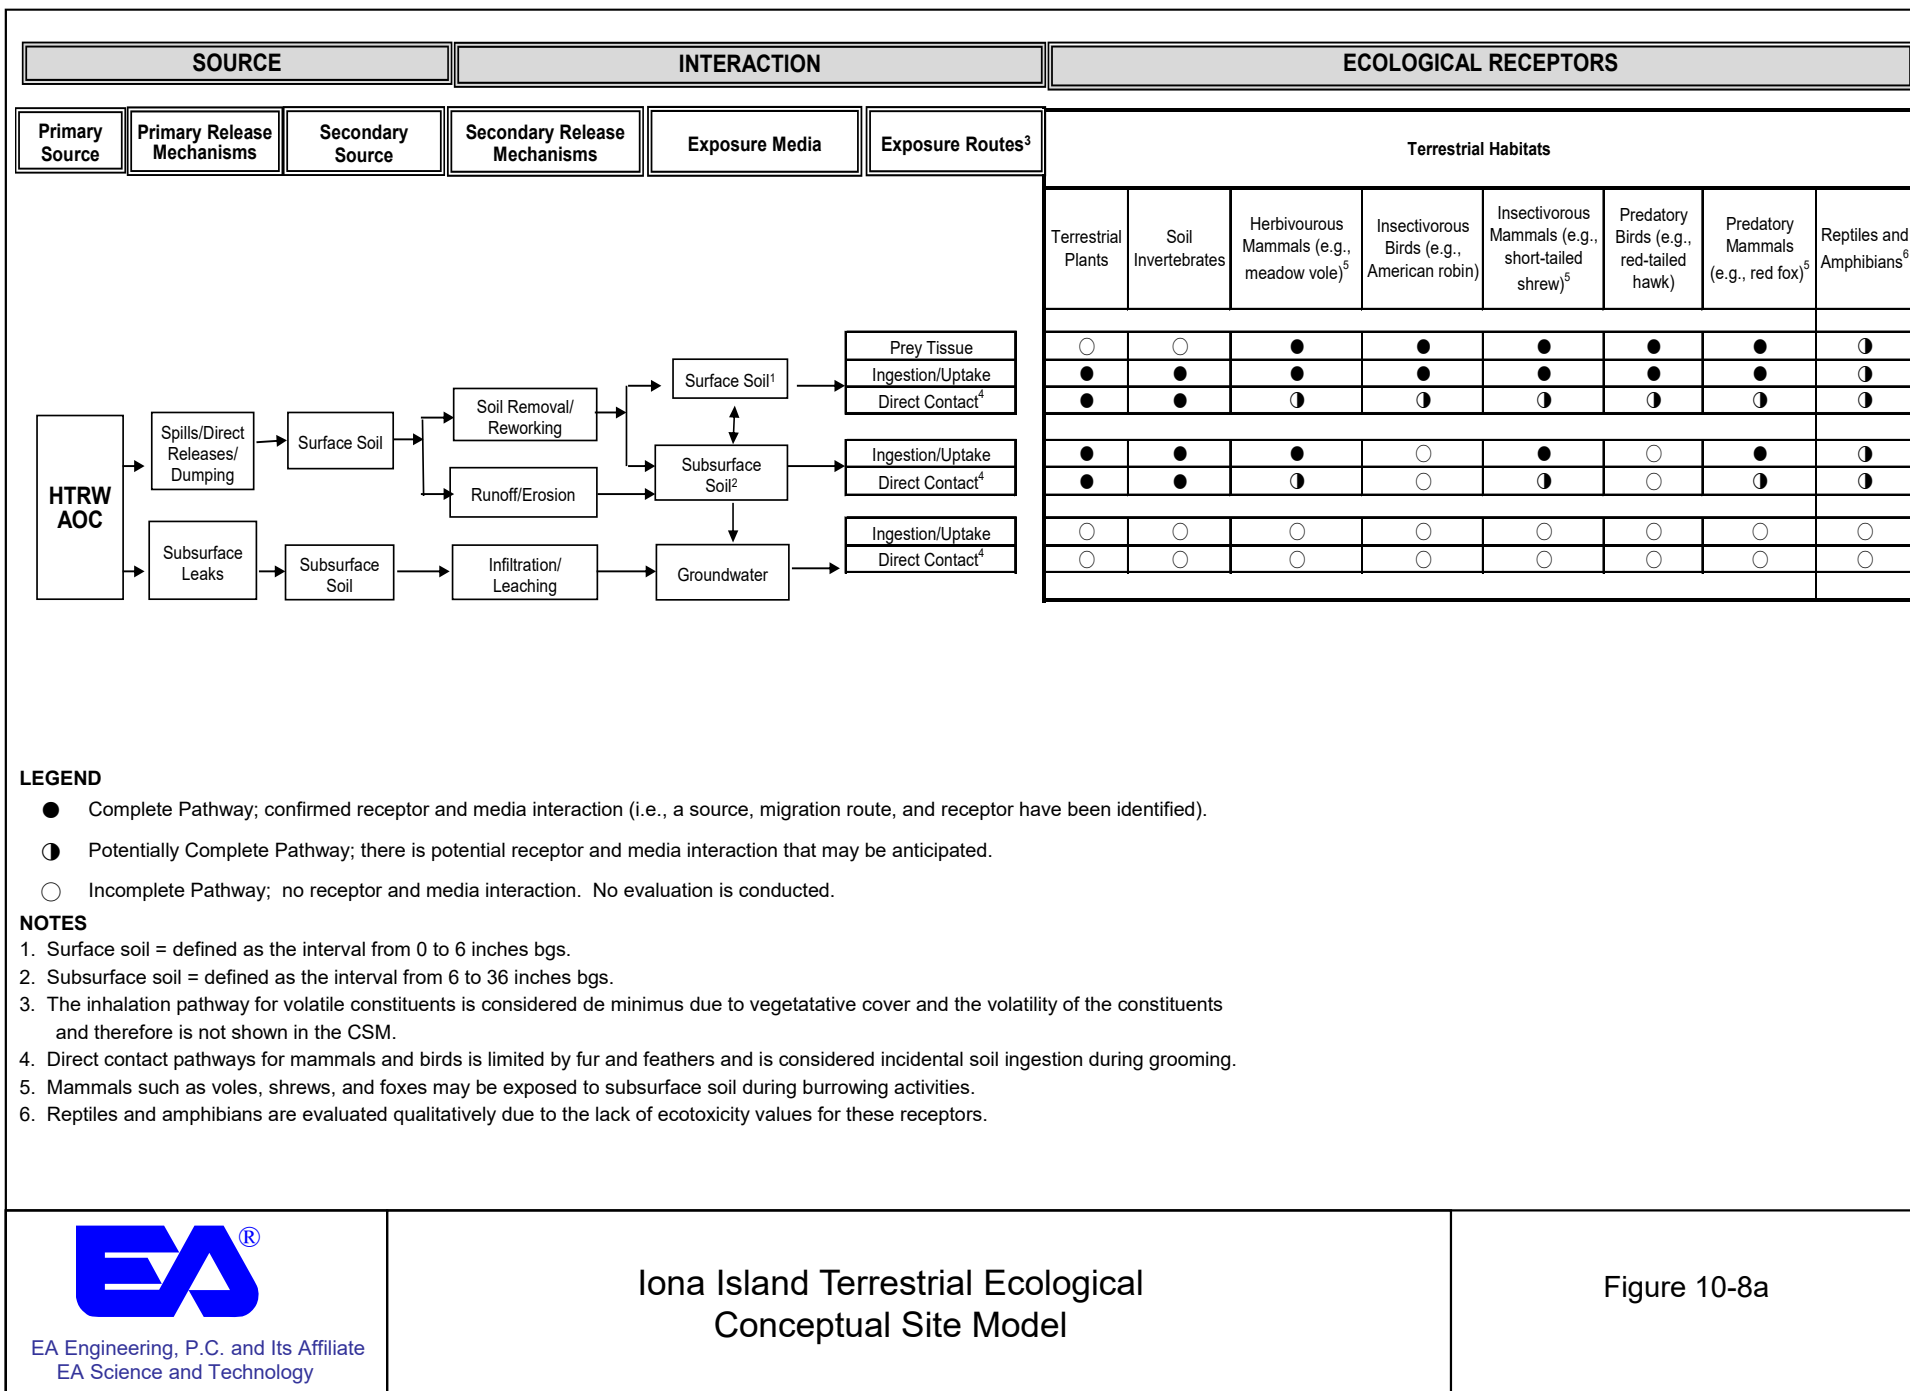 SOURCE
INTERACTION
ECOLOGICAL RECEPTORS
Primary
Source
Primary Release
Mechanisms
Secondary
Source
Secondary Release
Mechanisms
Exposure Media
Exposure Routes3
Terrestrial Habitats
Terrestrial
Plants
Soil
Invertebrates
Herbivourous
Mammals (e.g.,
meadow vole)5
Insectivorous
Birds (e.g.,
American robin)
Insectivorous
Mammals (e.g.,
short-tailed
shrew)5
Predatory
Birds (e.g.,
red-tailed
hawk)
Predatory
Mammals
(e.g., red fox)5
Reptiles and
Amphibians6
HTRW
AOC
Spills/Direct
Releases/
Dumping
Subsurface
Leaks
Surface Soil
Subsurface
Soil
Soil Removal/
Reworking
Runoff/Erosion
Infiltration/
Leaching
Surface Soil1
Subsurface
Soil2
Groundwater
Prey Tissue
Ingestion/Uptake
Direct Contact4
Ingestion/Uptake
Direct Contact4
Ingestion/Uptake
Direct Contact4
LEGEND
Complete Pathway; confirmed receptor and media interaction (i.e., a source, migration route, and receptor have been identified).
Potentially Complete Pathway; there is potential receptor and media interaction that may be anticipated.
Incomplete Pathway;  no receptor and media interaction.  No evaluation is conducted.
NOTES
1.  Surface soil = defined as the interval from 0 to 6 inches bgs.
2.  Subsurface soil = defined as the interval from 6 to 36 inches bgs.
3.  The inhalation pathway for volatile constituents is considered de minimus due to vegetatative cover and the volatility of the constituents
and therefore is not shown in the CSM.
4.  Direct contact pathways for mammals and birds is limited by fur and feathers and is considered incidental soil ingestion during grooming.
5.  Mammals such as voles, shrews, and foxes may be exposed to subsurface soil during burrowing activities.
6.  Reptiles and amphibians are evaluated qualitatively due to the lack of ecotoxicity values for these receptors.
EA®
EA Engineering, P.C. and Its Affiliate
EA Science and Technology
Iona Island Terrestrial Ecological
Conceptual Site Model
Figure 10-8a